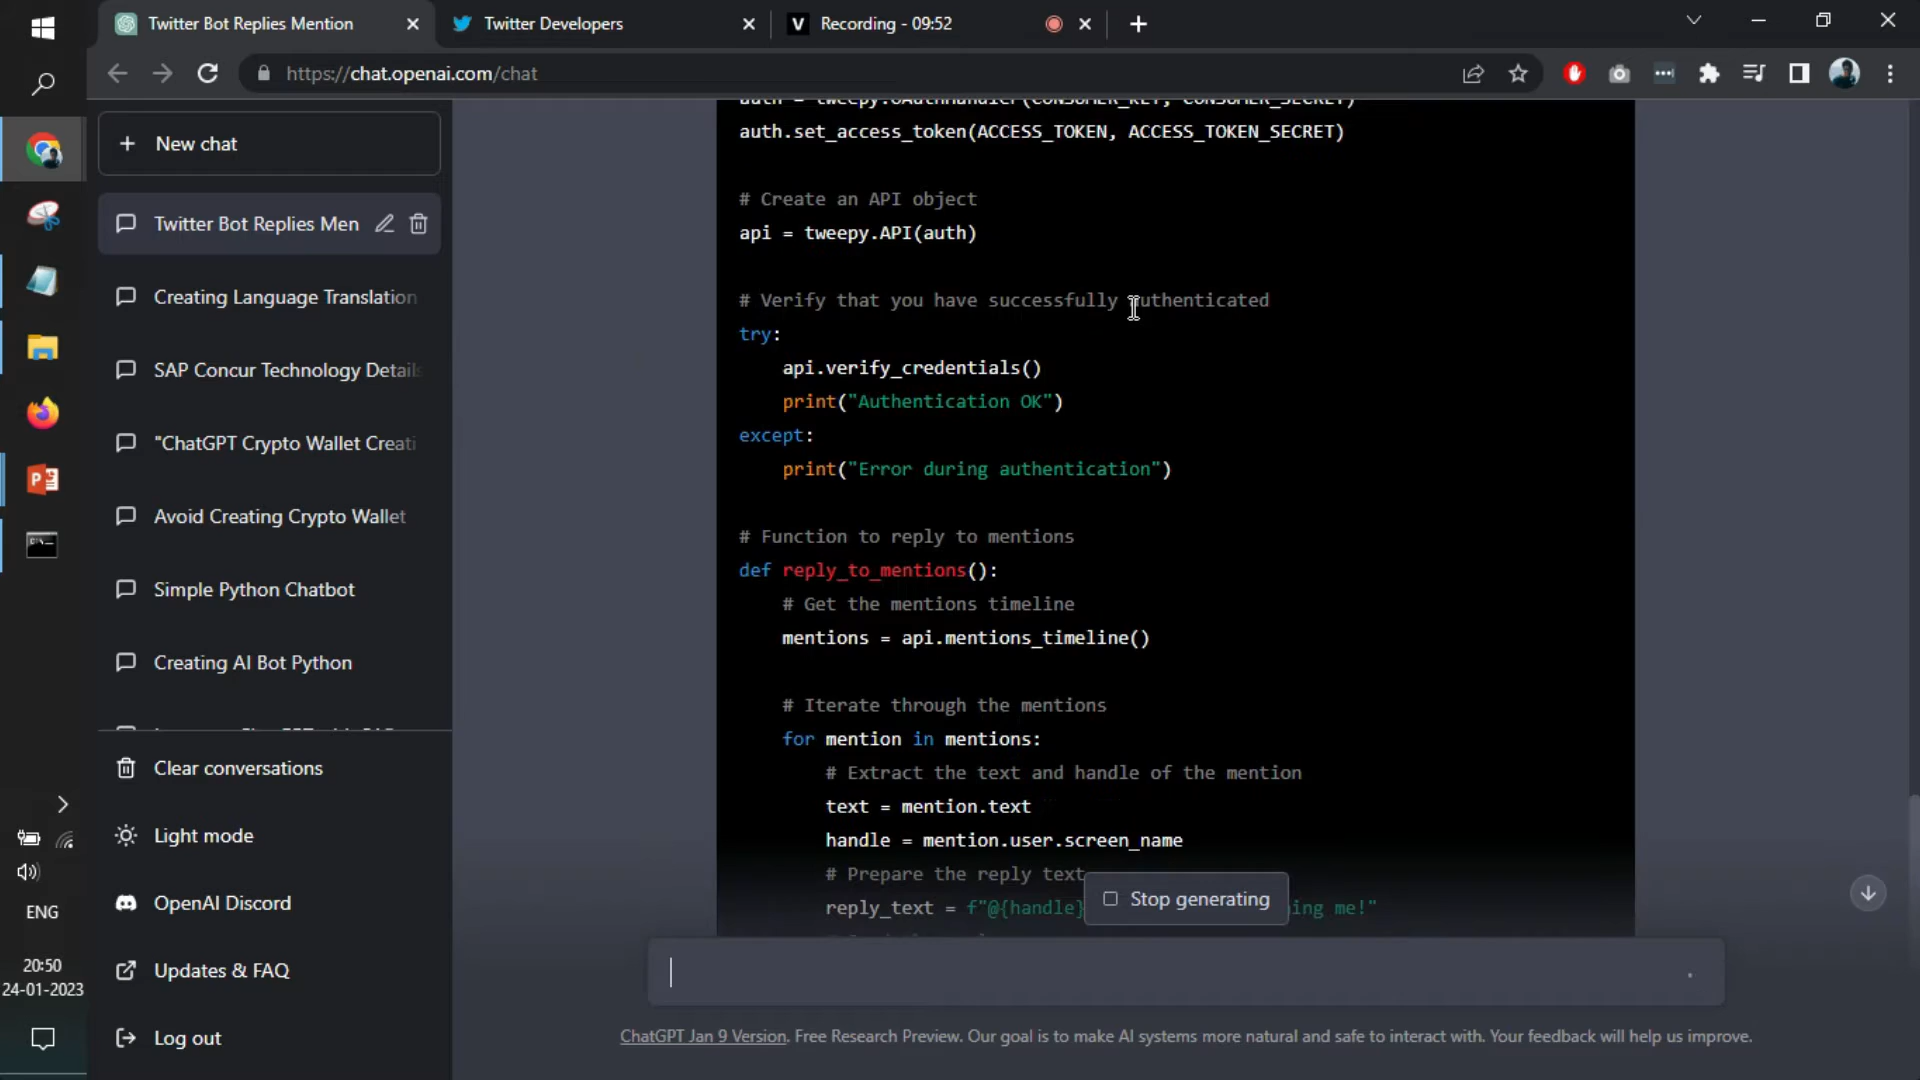 Twitter Bot Replies Mention
Twitter Developers
Recording - 09:52
https://chat.openai.com/chat
New chat
Twitter Bot Replies Men
Creating Language Translation
SAP Concur Technology Details
"ChatGPT Crypto Wallet Creati
Avoid Creating Crypto Wallet
Simple Python Chatbot
Creating AI Bot Python
Clear conversations
Light mode
OpenAI Discord
Updates & FAQ
Log out
ENG
20:50
24-01-2023
auth = tweepy.OAuthHandler(CONSUMER_KEY, CONSUMER_SECRET)
auth.set_access_token(ACCESS_TOKEN, ACCESS_TOKEN_SECRET)
# Create an API object
api = tweepy.API(auth)
# Verify that you have successfully authenticated
try:
api.verify_credentials()
print("Authentication OK")
except:
print("Error during authentication")
# Function to reply to mentions
def reply_to_mentions():
# Get the mentions timeline
mentions = api.mentions_timeline()
# Iterate through the mentions
for mention in mentions:
# Extract the text and handle of the mention
text = mention.text
handle = mention.user.screen_name
# Prepare the reply text
reply_text = f"@{handle} ing me!"
Stop generating
ChatGPT Jan 9 Version. Free Research Preview. Our goal is to make AI systems more natural and safe to interact with. Your feedback will help us improve.